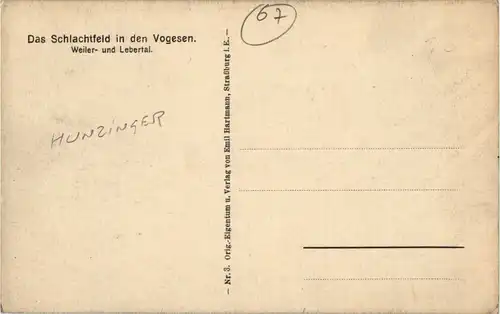 Das Schlachtfeld in den Vogesen.
Weiler- und Lebertal.
HUNZINGER
67
— Nr. 3. Orig.-Eigentum u. Verlag von Emil Hartmann, Straßburg i. E. —